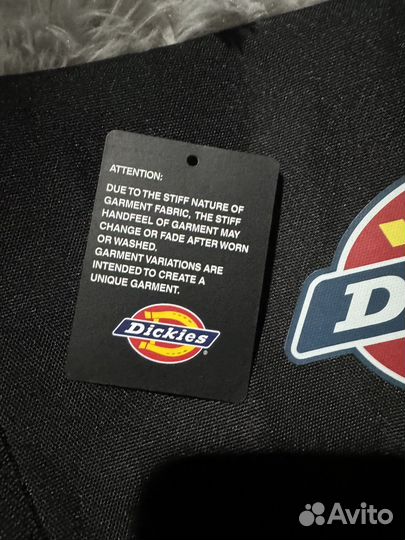 ATTENTION:
DUE TO THE STIFF NATURE OF
GARMENT FABRIC, THE STIFF
HANDFEEL OF GARMENT MAY
CHANGE OR FADE AFTER WORN
OR WASHED.
GARMENT VARIATIONS ARE
INTENDED TO CREATE A
UNIQUE GARMENT.
Dickies
®
D
Avito